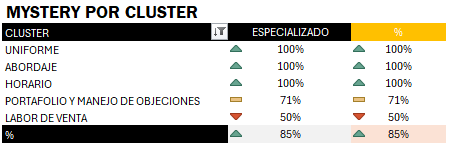 MYSTERY POR CLUSTER
CLUSTER ESPECIALIZADO %
UNIFORME 100% 100%
ABORDAJE 100% 100%
HORARIO 100% 100%
PORTAFOLIO Y MANEJO DE OBJECIONES 71% 71%
LABOR DE VENTA 50% 50%
% 85% 85%